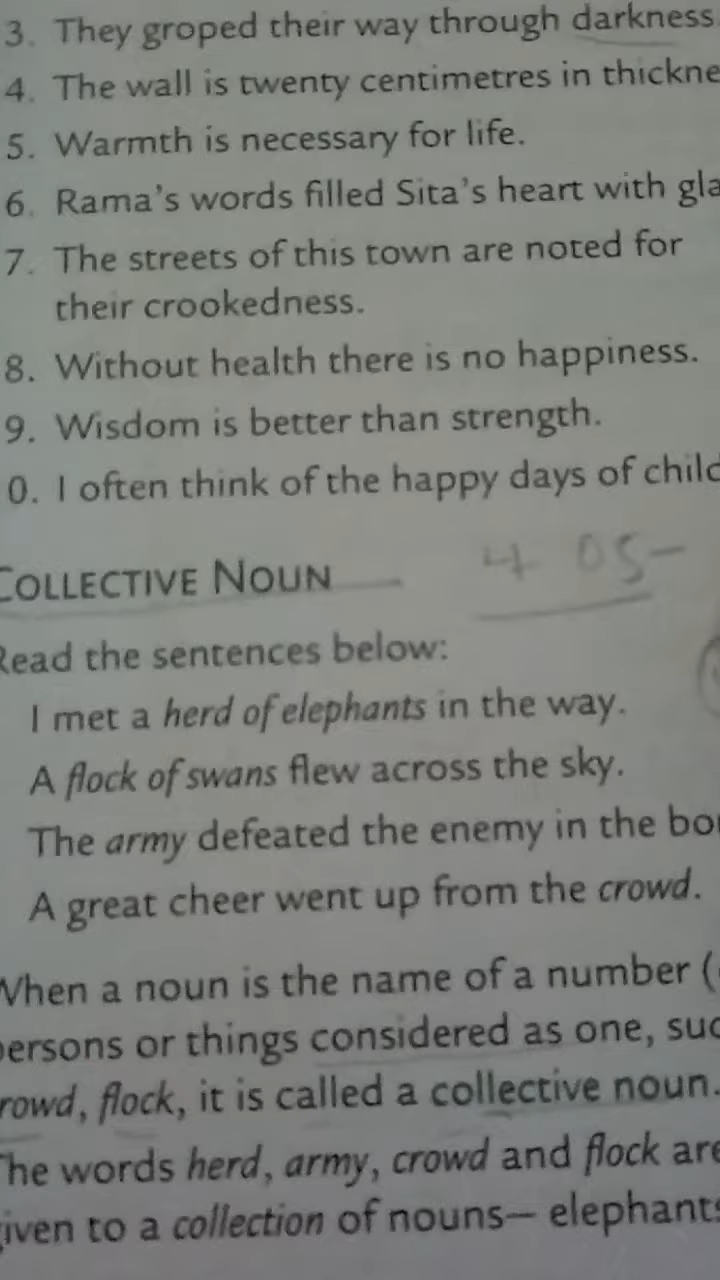 3. They groped their way through darkness.
4. The wall is twenty centimetres in thickne
5. Warmth is necessary for life.
6. Rama's words filled Sita's heart with gla
7. The streets of this town are noted for
their crookedness.
8. Without health there is no happiness.
9. Wisdom is better than strength.
0. I often think of the happy days of child
COLLECTIVE NOUN
4 05-
Read the sentences below:
I met a herd of elephants in the way.
A flock of swans flew across the sky.
The army defeated the enemy in the bo
A great cheer went up from the crowd.
When a noun is the name of a number (
persons or things considered as one, suc
rowd, flock, it is called a collective noun.
The words herd, army, crowd and flock are
given to a collection of nouns— elephants